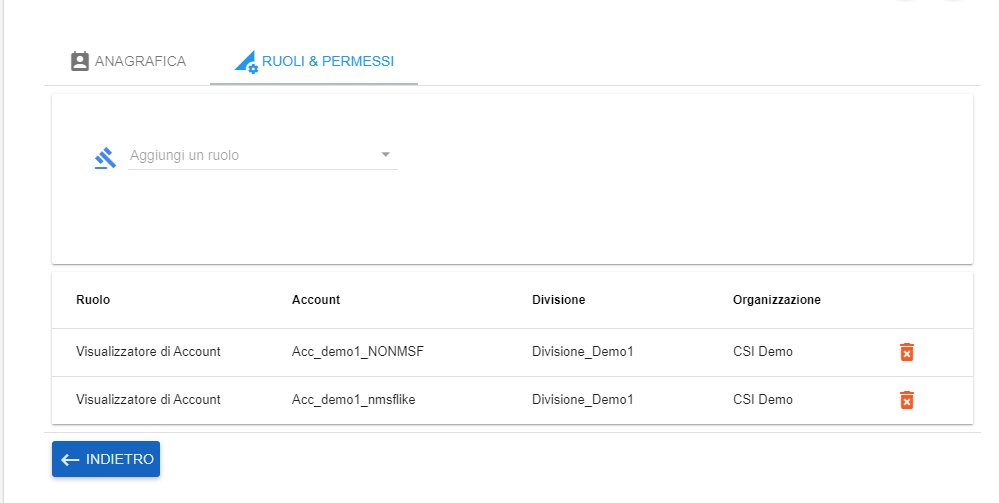 ANAGRAFICA
RUOLI & PERMESSI
Aggiungi un ruolo
Ruolo Account Divisione Organizzazione
Visualizzatore di Account Acc_demo1_NONMSF Divisione_Demo1 CSI Demo
Visualizzatore di Account Acc_demo1_nmsflike Divisione_Demo1 CSI Demo
INDIETRO